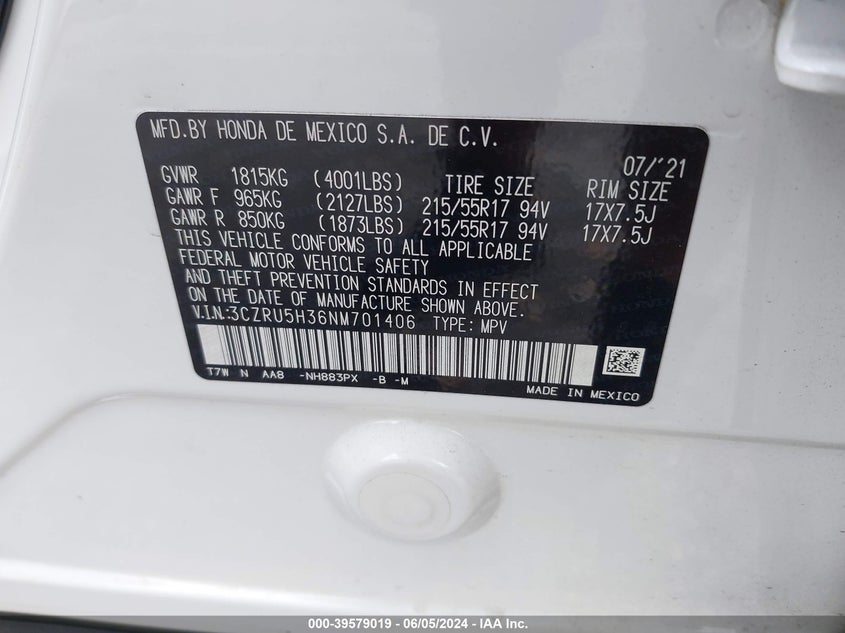 MFD.BY HONDA DE MEXICO S.A. DE C.V.
07/'21
GVWR 1815KG (4001LBS) TIRE SIZE RIM SIZE
GAWR F 965KG (2127LBS) 215/55R17 94V 17X7.5J
GAWR R 850KG (1873LBS) 215/55R17 94V 17X7.5J
THIS VEHICLE CONFORMS TO ALL APPLICABLE
FEDERAL MOTOR VEHICLE SAFETY
AND THEFT PREVENTION STANDARDS IN EFFECT
ON THE DATE OF MANUFACTURE SHOWN ABOVE.
V.I.N:3CZRU5H36NM701406 TYPE: MPV
T7W N AA8 -NH883PX -B -M
MADE IN MEXICO
000-39579019 - 06/05/2024 - IAA Inc.